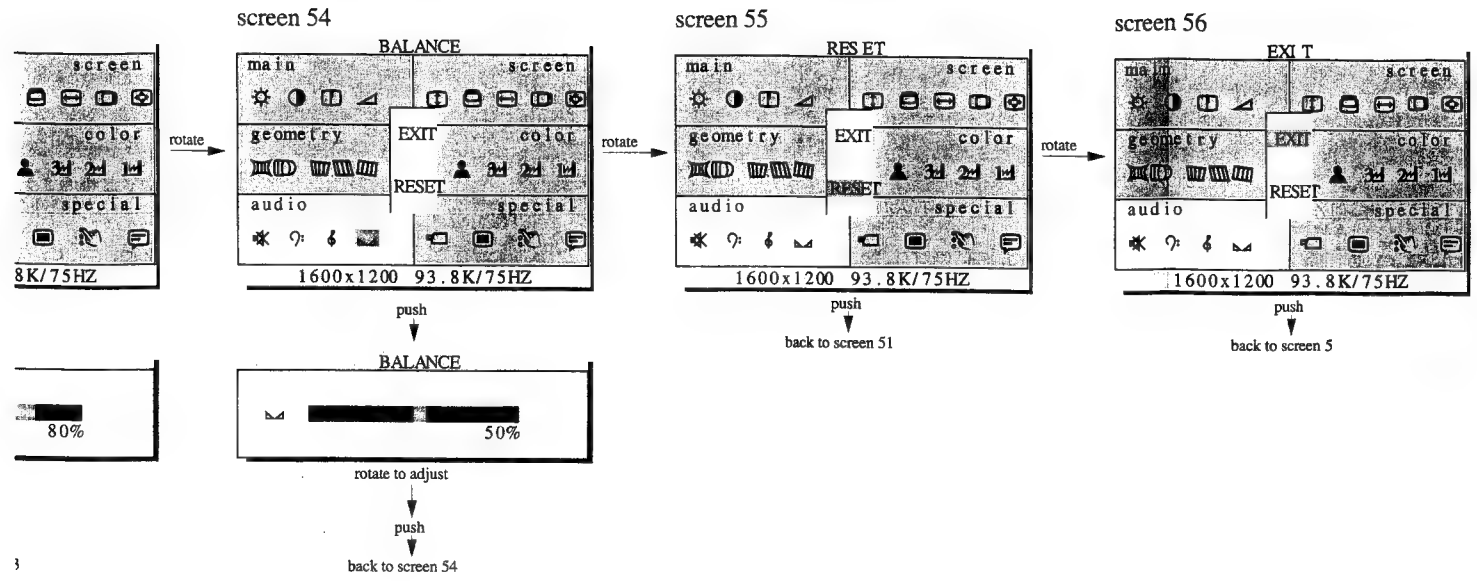 screen 54
screen 55
screen 56
screen
color
special
8K/75HZ
80%
rotate
BALANCE
main
screen
geometry
EXIT
color
RESET
audio
special
1600x1200 93.8K/75HZ
push
BALANCE
50%
rotate to adjust
push
back to screen 54
rotate
RESET
main
screen
geometry
EXIT
color
RESET
audio
special
1600x1200 93.8K/75HZ
push
back to screen 51
rotate
EXIT
main
screen
geometry
EXIT
color
RESET
audio
special
1600x1200 93.8K/75HZ
push
back to screen 5